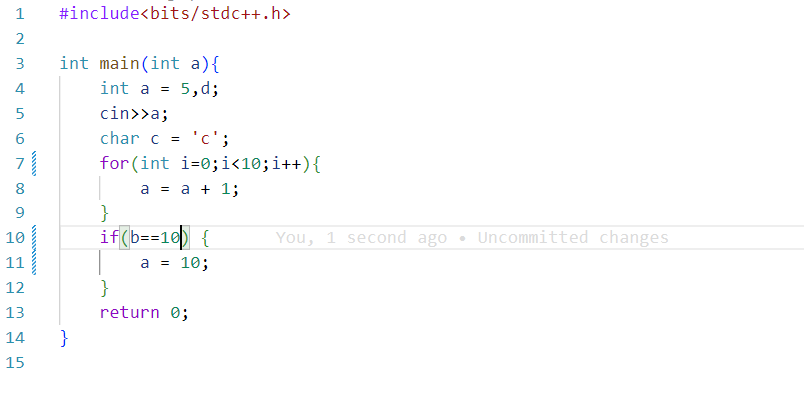 1 #include<bits/stdc++.h>
2
3 int main(int a){
4     int a = 5,d;
5     cin>>a;
6     char c = 'c';
7     for(int i=0;i<10;i++){
8         a = a + 1;
9     }
10     if(b==10) {        You, 1 second ago • Uncommitted changes
11         a = 10;
12     }
13     return 0;
14 }
15